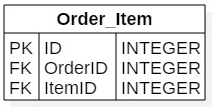 Order_Item
PK ID INTEGER
FK OrderID INTEGER
FK ItemID INTEGER